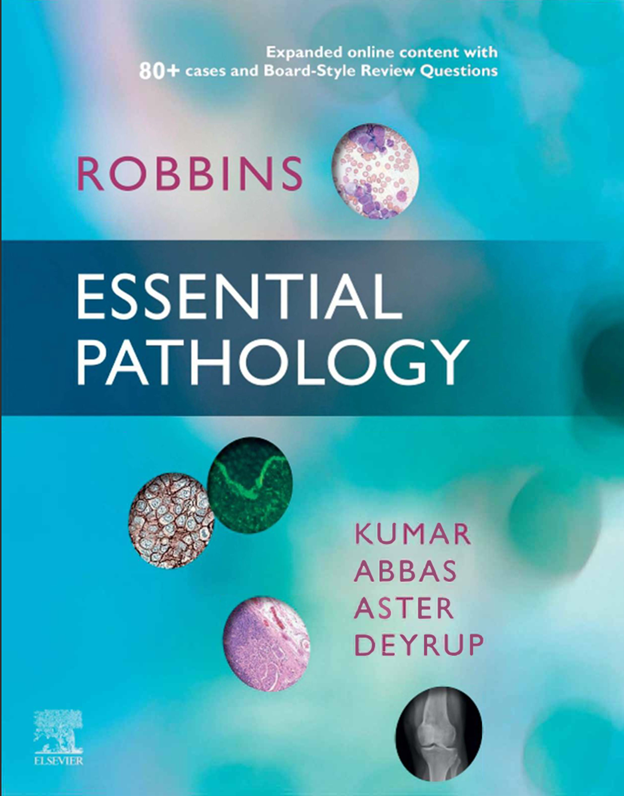 Expanded online content with
80+ cases and Board-Style Review Questions
ROBBINS
ESSENTIAL
PATHOLOGY
KUMAR
ABBAS
ASTER
DEYRUP
ELSEVIER